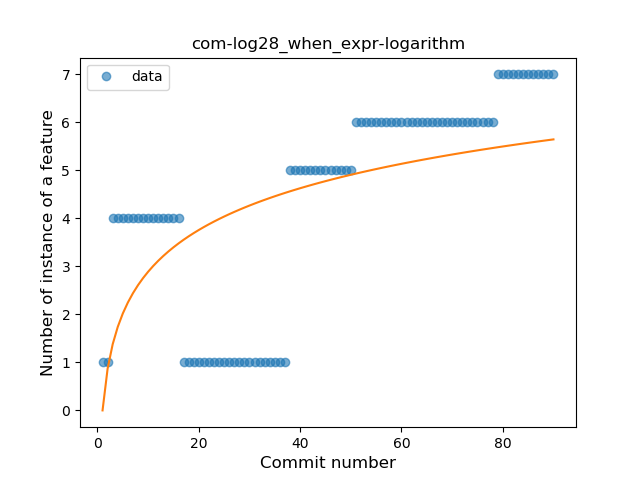 com-log28_when_expr-logarithm
data
Number of instance of a feature
7
6
5
4
3
2
1
0
0 20 40 60 80
Commit number